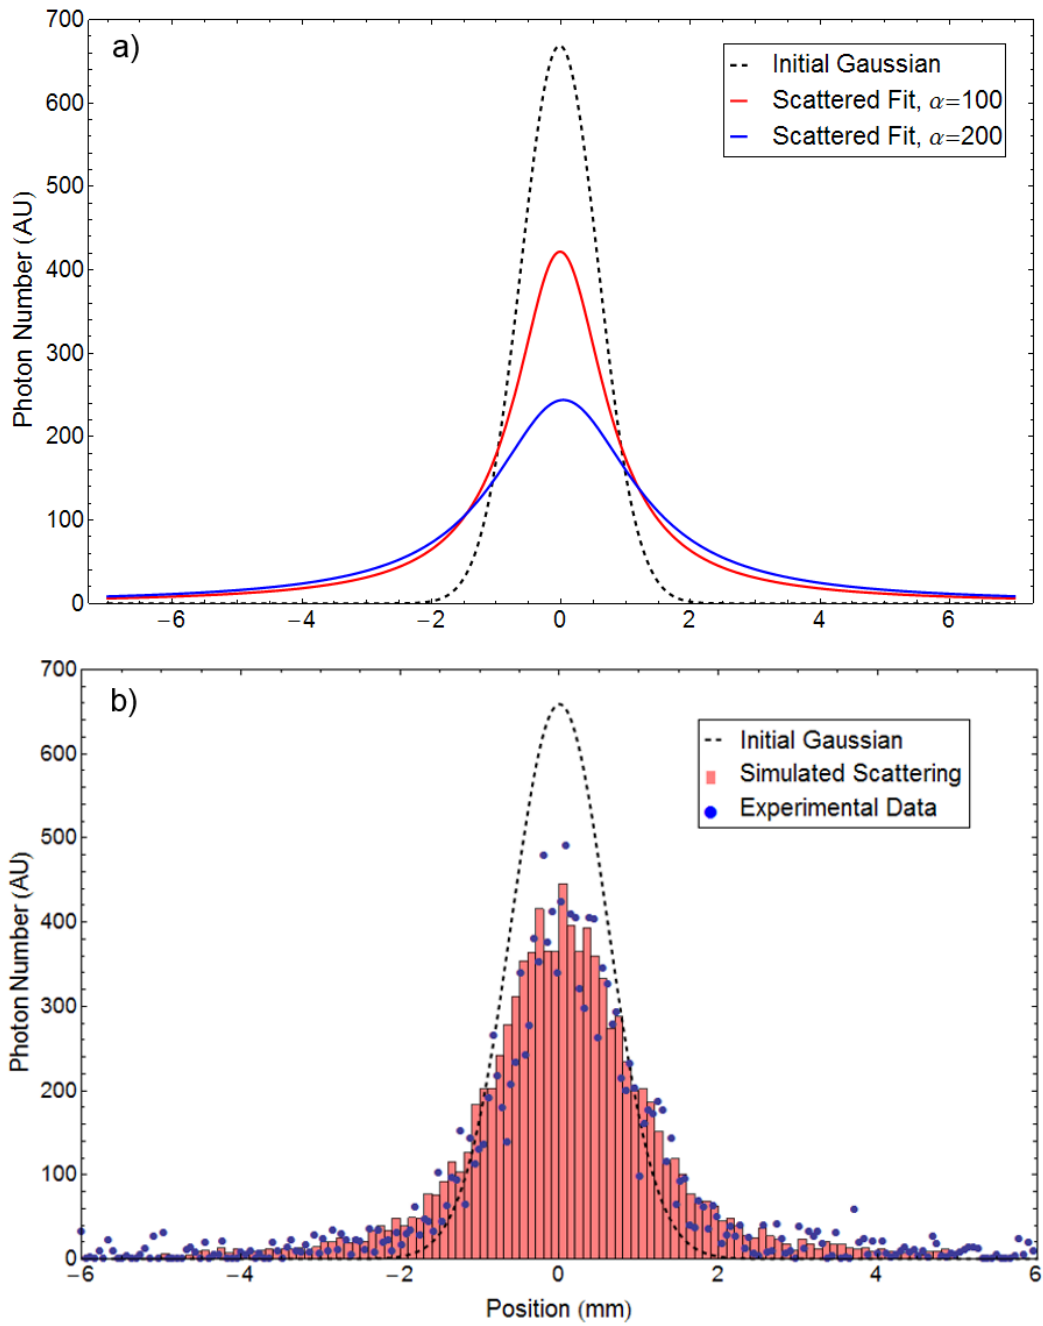 a)
700
600
500
400
300
200
100
0
Photon Number (AU)
Initial Gaussian
Scattered Fit, α=100
Scattered Fit, α=200
−6
−4
−2
0
2
4
6
b)
700
600
500
400
300
200
100
0
Photon Number (AU)
Initial Gaussian
Simulated Scattering
Experimental Data
−6
−4
−2
0
2
4
6
Position (mm)